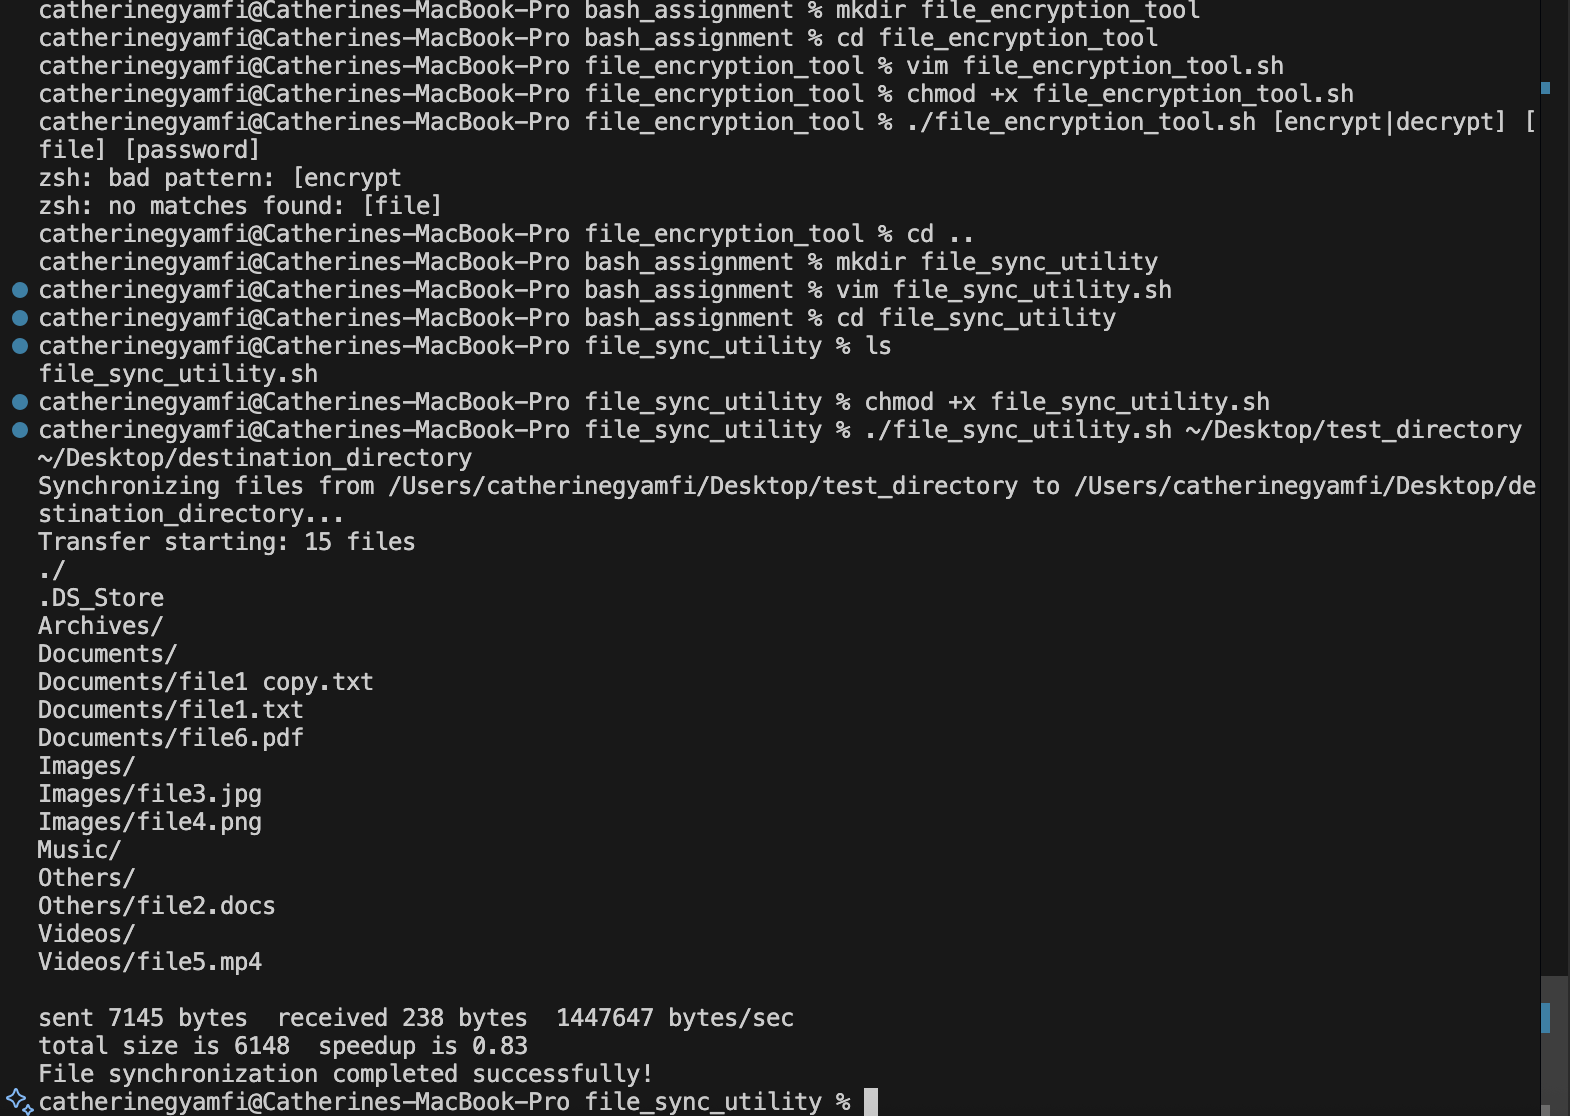 catherinegyamfi@Catherines-MacBook-Pro bash_assignment % mkdir file_encryption_tool
catherinegyamfi@Catherines-MacBook-Pro bash_assignment % cd file_encryption_tool
catherinegyamfi@Catherines-MacBook-Pro file_encryption_tool % vim file_encryption_tool.sh
catherinegyamfi@Catherines-MacBook-Pro file_encryption_tool % chmod +x file_encryption_tool.sh
catherinegyamfi@Catherines-MacBook-Pro file_encryption_tool % ./file_encryption_tool.sh [encrypt|decrypt] [
file] [password]
zsh: bad pattern: [encrypt
zsh: no matches found: [file]
catherinegyamfi@Catherines-MacBook-Pro file_encryption_tool % cd ..
catherinegyamfi@Catherines-MacBook-Pro bash_assignment % mkdir file_sync_utility
catherinegyamfi@Catherines-MacBook-Pro bash_assignment % vim file_sync_utility.sh
catherinegyamfi@Catherines-MacBook-Pro bash_assignment % cd file_sync_utility
catherinegyamfi@Catherines-MacBook-Pro file_sync_utility % ls
file_sync_utility.sh
catherinegyamfi@Catherines-MacBook-Pro file_sync_utility % chmod +x file_sync_utility.sh
catherinegyamfi@Catherines-MacBook-Pro file_sync_utility % ./file_sync_utility.sh ~/Desktop/test_directory
~/Desktop/destination_directory
Synchronizing files from /Users/catherinegyamfi/Desktop/test_directory to /Users/catherinegyamfi/Desktop/de
stination_directory...
Transfer starting: 15 files
./
.DS_Store
Archives/
Documents/
Documents/file1 copy.txt
Documents/file1.txt
Documents/file6.pdf
Images/
Images/file3.jpg
Images/file4.png
Music/
Others/
Others/file2.docs
Videos/
Videos/file5.mp4
sent 7145 bytes  received 238 bytes  1447647 bytes/sec
total size is 6148  speedup is 0.83
File synchronization completed successfully!
catherinegyamfi@Catherines-MacBook-Pro file_sync_utility %